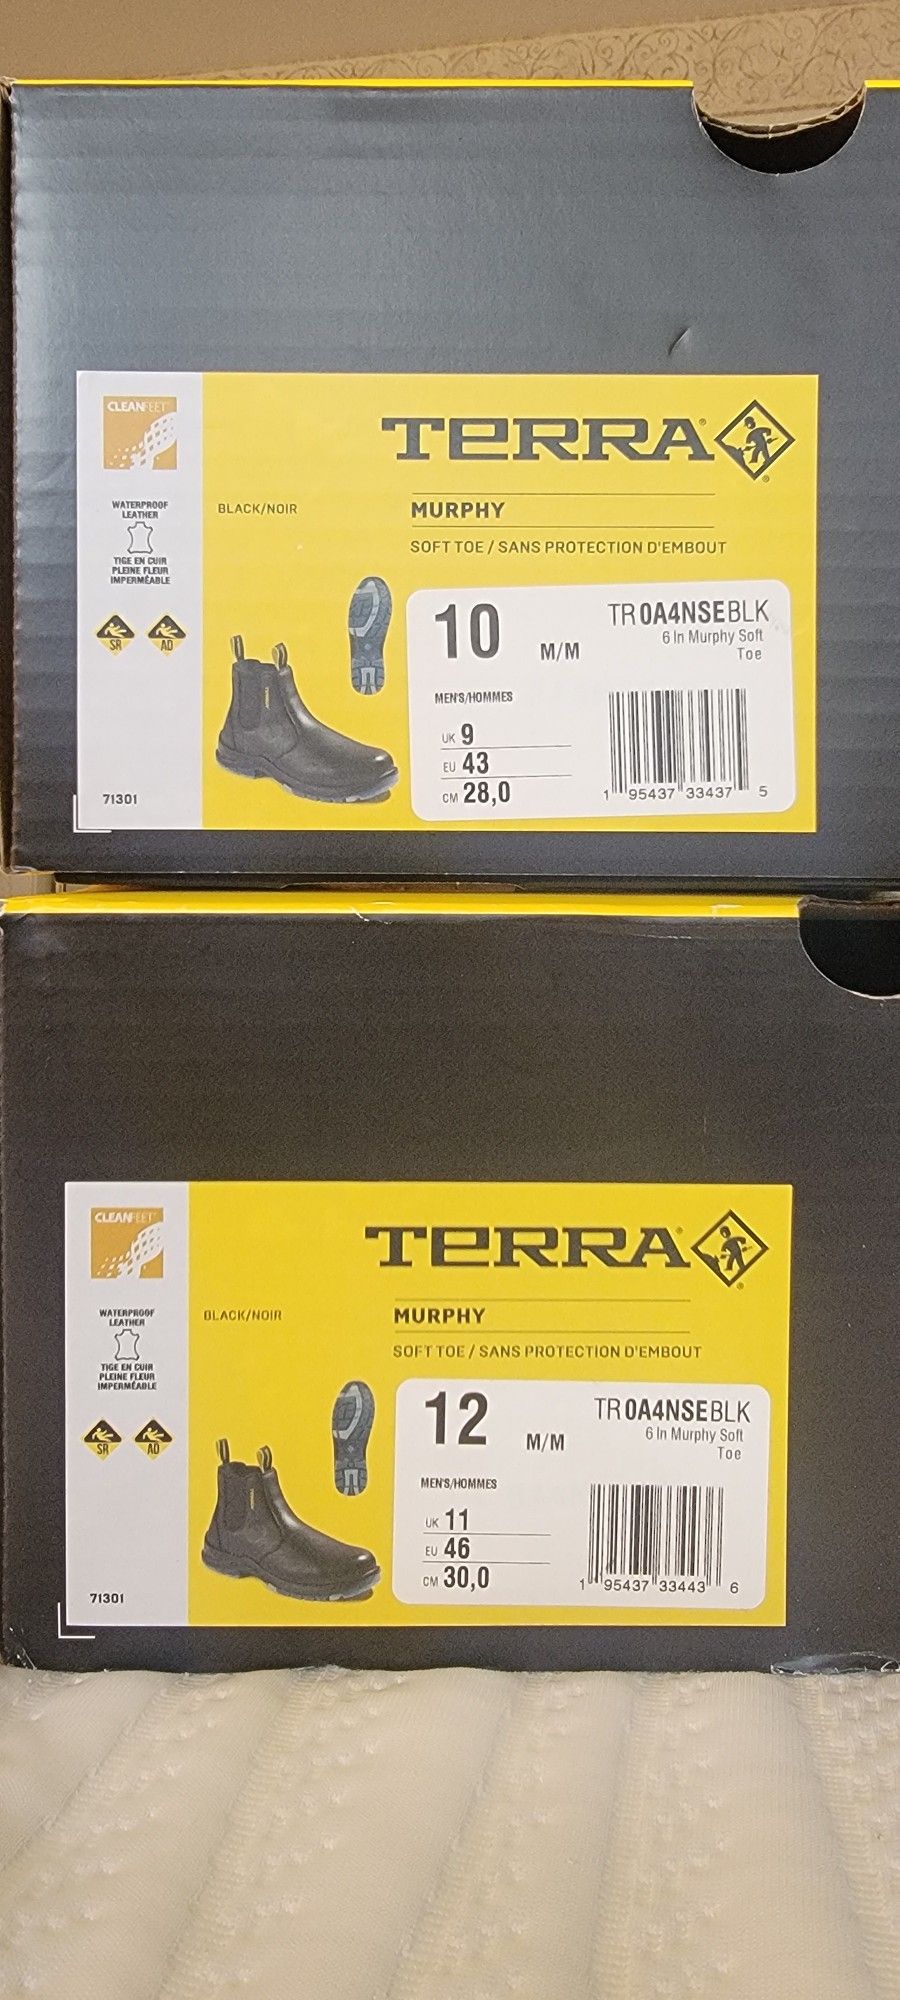 CLEANFEET
TERRA
WATERPROOF
LEATHER
TIGE EN CUIR
PLEINE FLEUR
IMPERMÉABLE
SR
AD
71301
BLACK/NOIR
MURPHY
SOFT TOE / SANS PROTECTION D'EMBOUT
10 M/M
TR0A4NSEBLK
6 In Murphy Soft
Toe
MEN'S/HOMMES
UK 9
EU 43
CM 28,0
1 95437 33437 5
CLEANFEET
TERRA
WATERPROOF
LEATHER
TIGE EN CUIR
PLEINE FLEUR
IMPERMÉABLE
SR
AD
71301
BLACK/NOIR
MURPHY
SOFT TOE / SANS PROTECTION D'EMBOUT
12 M/M
TR0A4NSEBLK
6 In Murphy Soft
Toe
MEN'S/HOMMES
UK 11
EU 46
CM 30,0
1 95437 33443 6